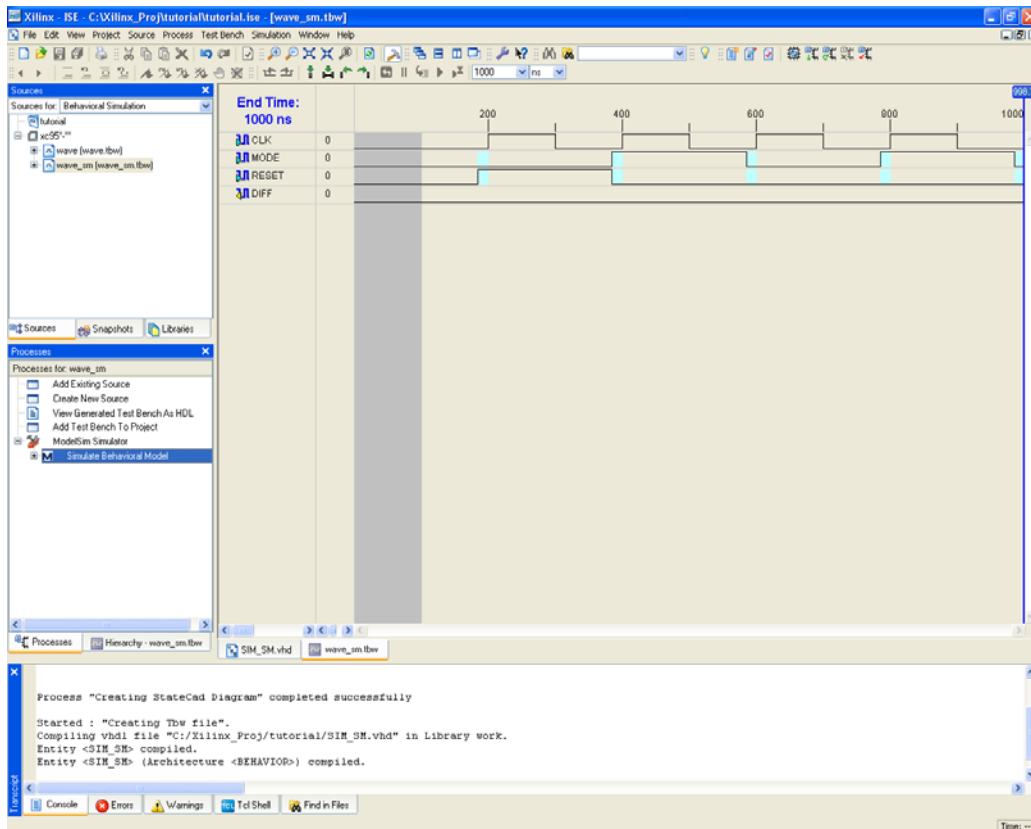 Xilinx - ISE - C:\Xilinx_Proj\tutorial\tutorial.ise - [wave_sm.tbw]
File Edit View Project Source Process Test Bench Simulation Window Help
1000 ns
Sources
Sources for: Behavioral Simulation
tutorial
xc95*-**
wave (wave.tbw)
wave_sm (wave_sm.tbw)
Sources Snapshots Libraries
Processes
Processes for: wave_sm
Add Existing Source
Create New Source
View Generated Test Bench As HDL
Add Test Bench To Project
ModelSim Simulator
Simulate Behavioral Model
Processes Hierarchy - wave_sm.tbw
End Time:
1000 ns
200 400 600 800 1000
CLK 0
MODE 0
RESET 0
DIFF 0
SIM_SM.vhd wave_sm.tbw
Process "Creating StateCad Diagram" completed successfully
Started : "Creating Tbw file".
Compiling vhdl file "C:/Xilinx_Proj/tutorial/SIM_SM.vhd" in Library work.
Entity <SIM_SM> compiled.
Entity <SIM_SM> (Architecture <BEHAVIOR>) compiled.
Transcript
Console Errors Warnings Tcl Shell Find in Files
Time: --